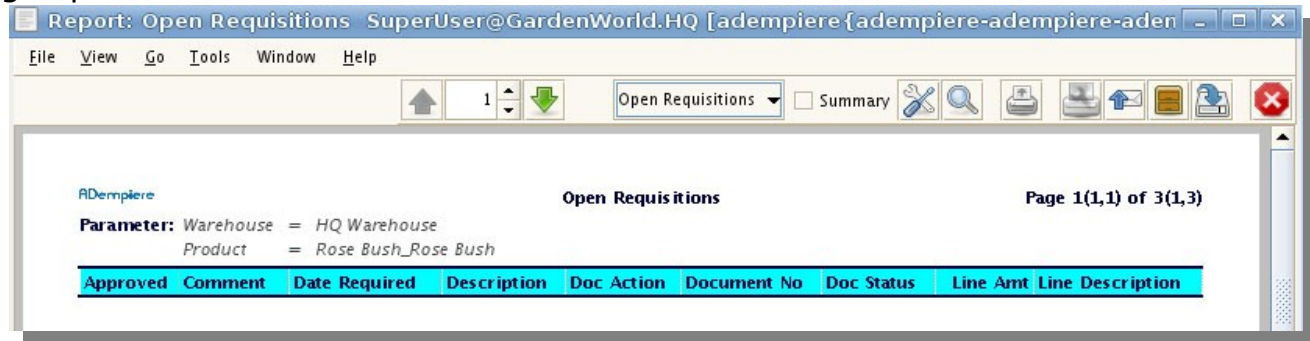 Report: Open Requisitions SuperUser@GardenWorld.HQ [adempiere{adempiere-adempiere-aden
File View Go Tools Window Help
1 Open Requisitions Summary
ADempiere Open Requisitions Page 1(1,1) of 3(1,3)
Parameter: Warehouse = HQ Warehouse
Product = Rose Bush_Rose Bush
Approved Comment Date Required Description Doc Action Document No Doc Status Line Amt Line Description